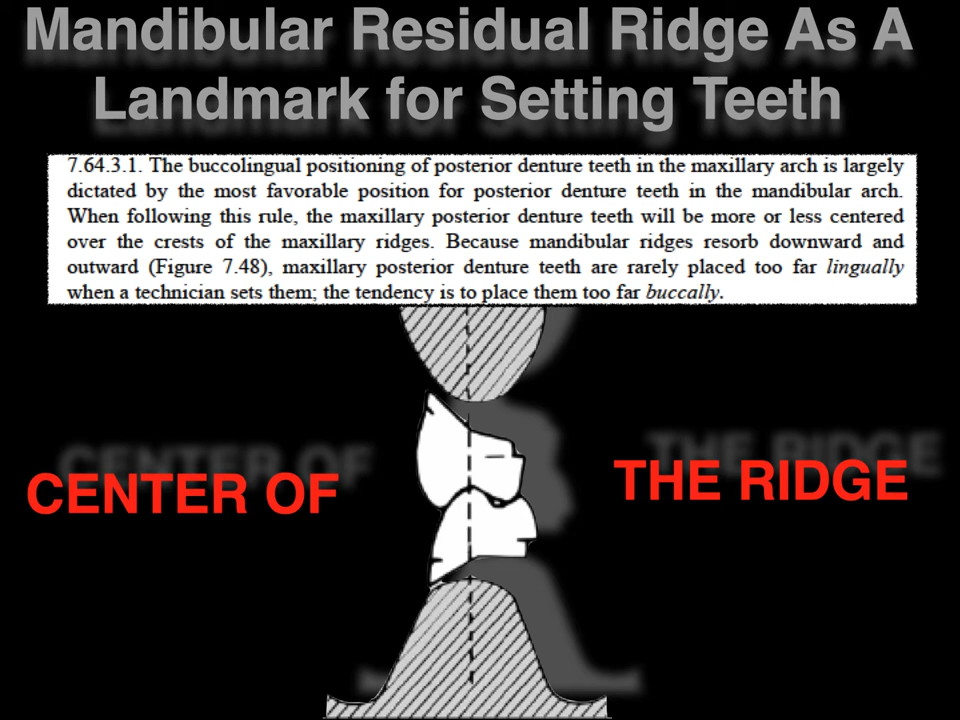 Mandibular Residual Ridge As A
Landmark for Setting Teeth
7.64.3.1. The buccolingual positioning of posterior denture teeth in the maxillary arch is largely
dictated by the most favorable position for posterior denture teeth in the mandibular arch.
When following this rule, the maxillary posterior denture teeth will be more or less centered
over the crests of the maxillary ridges. Because mandibular ridges resorb downward and
outward (Figure 7.48), maxillary posterior denture teeth are rarely placed too far lingually
when a technician sets them; the tendency is to place them too far buccally.
CENTER OF
THE RIDGE